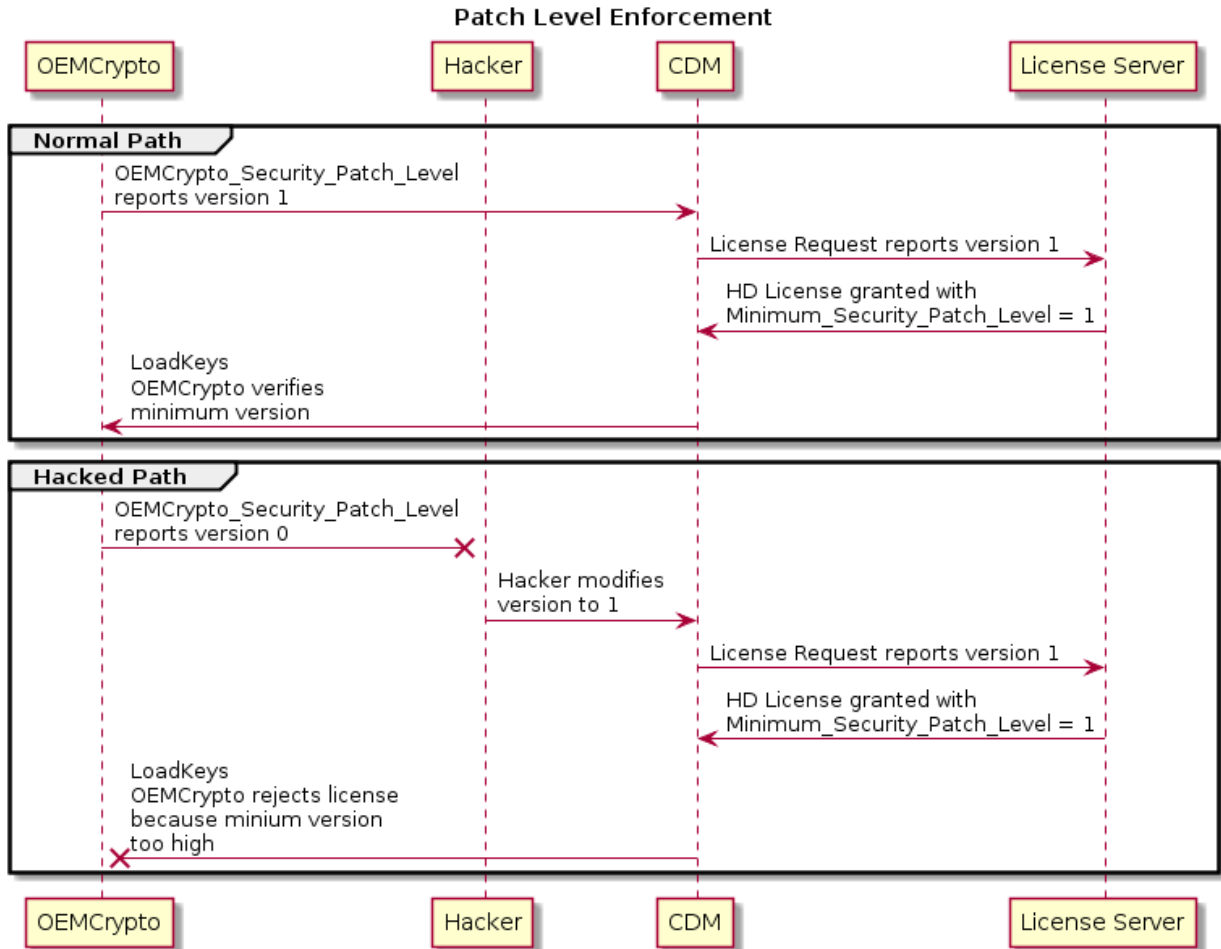 Patch Level Enforcement
OEMCrypto
Hacker
CDM
License Server
Normal Path
OEMCrypto_Security_Patch_Level
reports version 1
License Request reports version 1
HD License granted with
Minimum_Security_Patch_Level = 1
LoadKeys
OEMCrypto verifies
minimum version
Hacked Path
OEMCrypto_Security_Patch_Level
reports version 0
Hacker modifies
version to 1
License Request reports version 1
HD License granted with
Minimum_Security_Patch_Level = 1
LoadKeys
OEMCrypto rejects license
because minium version
too high
OEMCrypto
Hacker
CDM
License Server